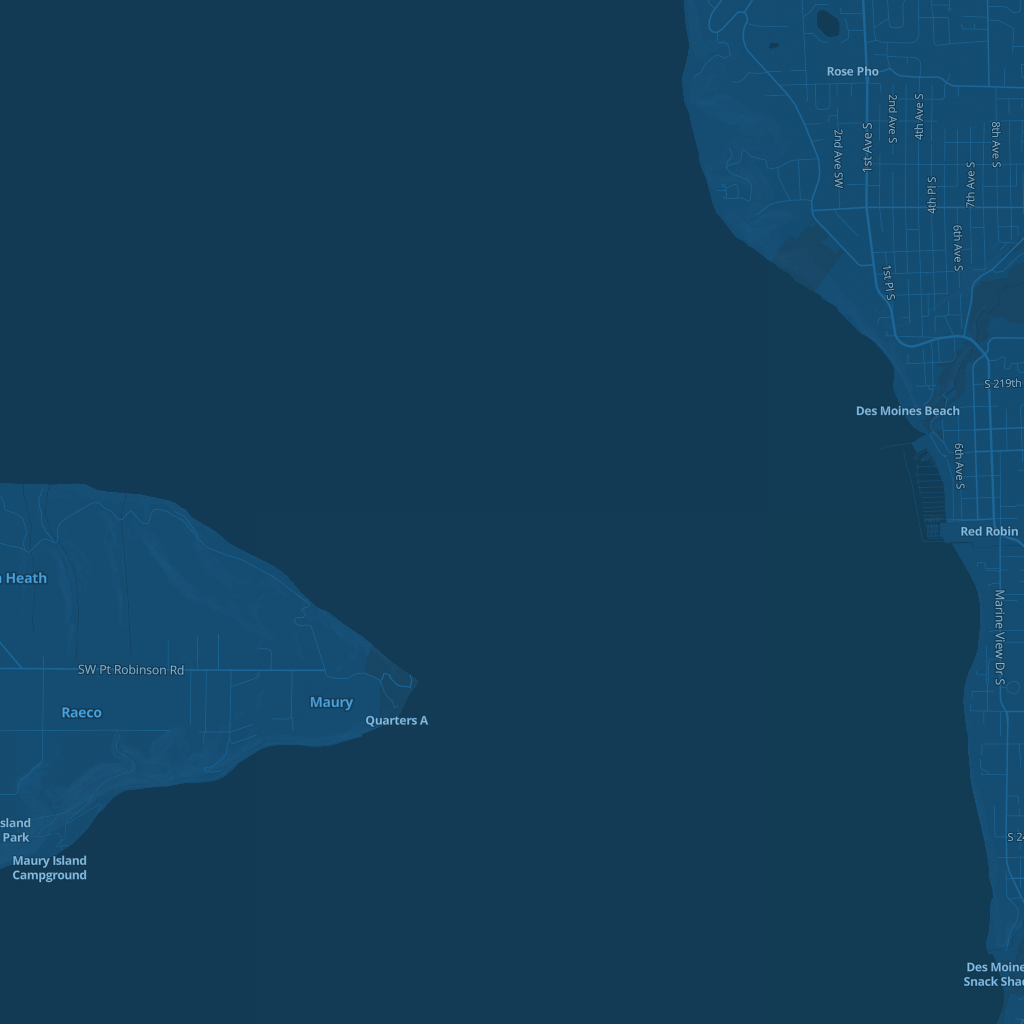 Rose Pho
2nd Ave S
4th Ave S
1st Ave S
8th Ave S
2nd Ave SW
7th Ave S
4th Pl S
6th Ave S
1st Pl S
S 219th
Des Moines Beach
6th Ave S
Red Robin
Heath
Marine View Dr S
SW Pt Robinson Rd
Maury
Raeco
Quarters A
Park
Maury Island
Campground
Des Moine
Snack Shac